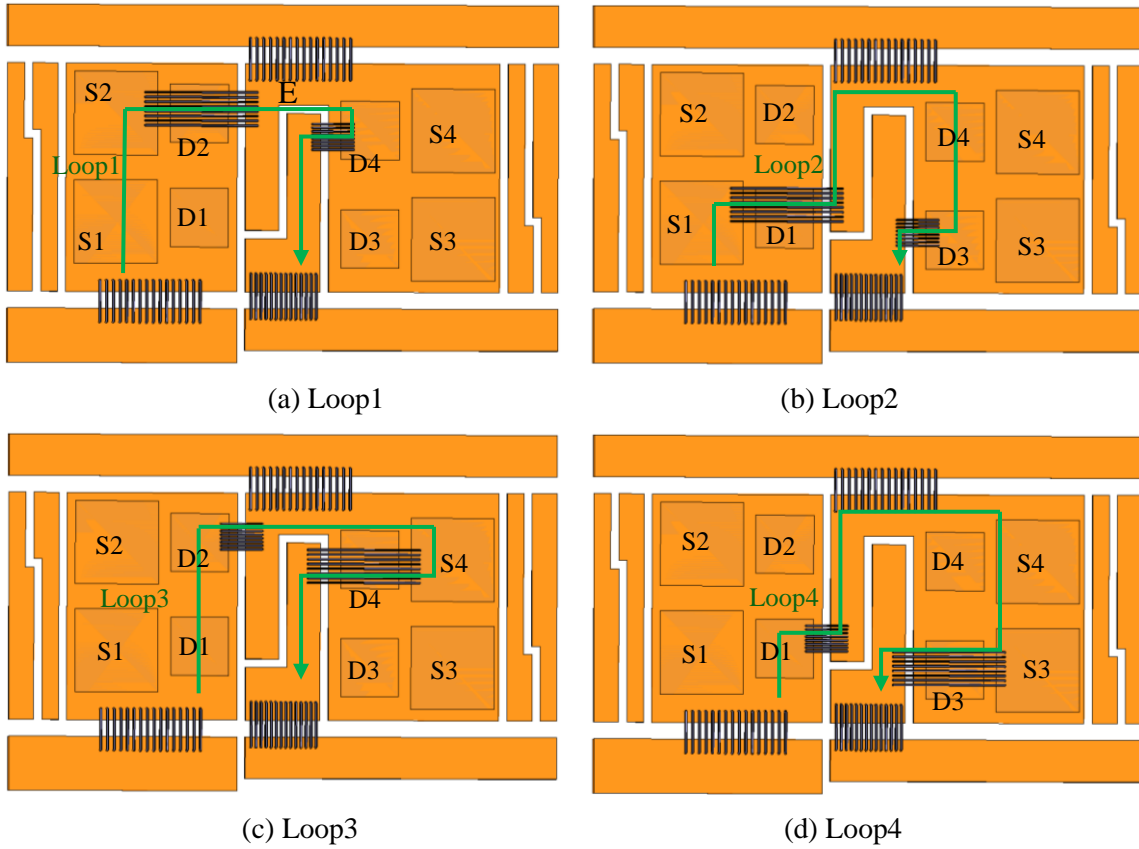 S2
E
D2
S4
D4
Loop1
D1
S1
D3
S3
(a) Loop1
S2
D2
D4
S4
Loop2
S1
D1
D3
S3
(b) Loop2
S2
D2
S4
D4
Loop3
S1
D1
D3
S3
(c) Loop3
S2
D2
D4
S4
Loop4
S1
D1
S3
D3
(d) Loop4